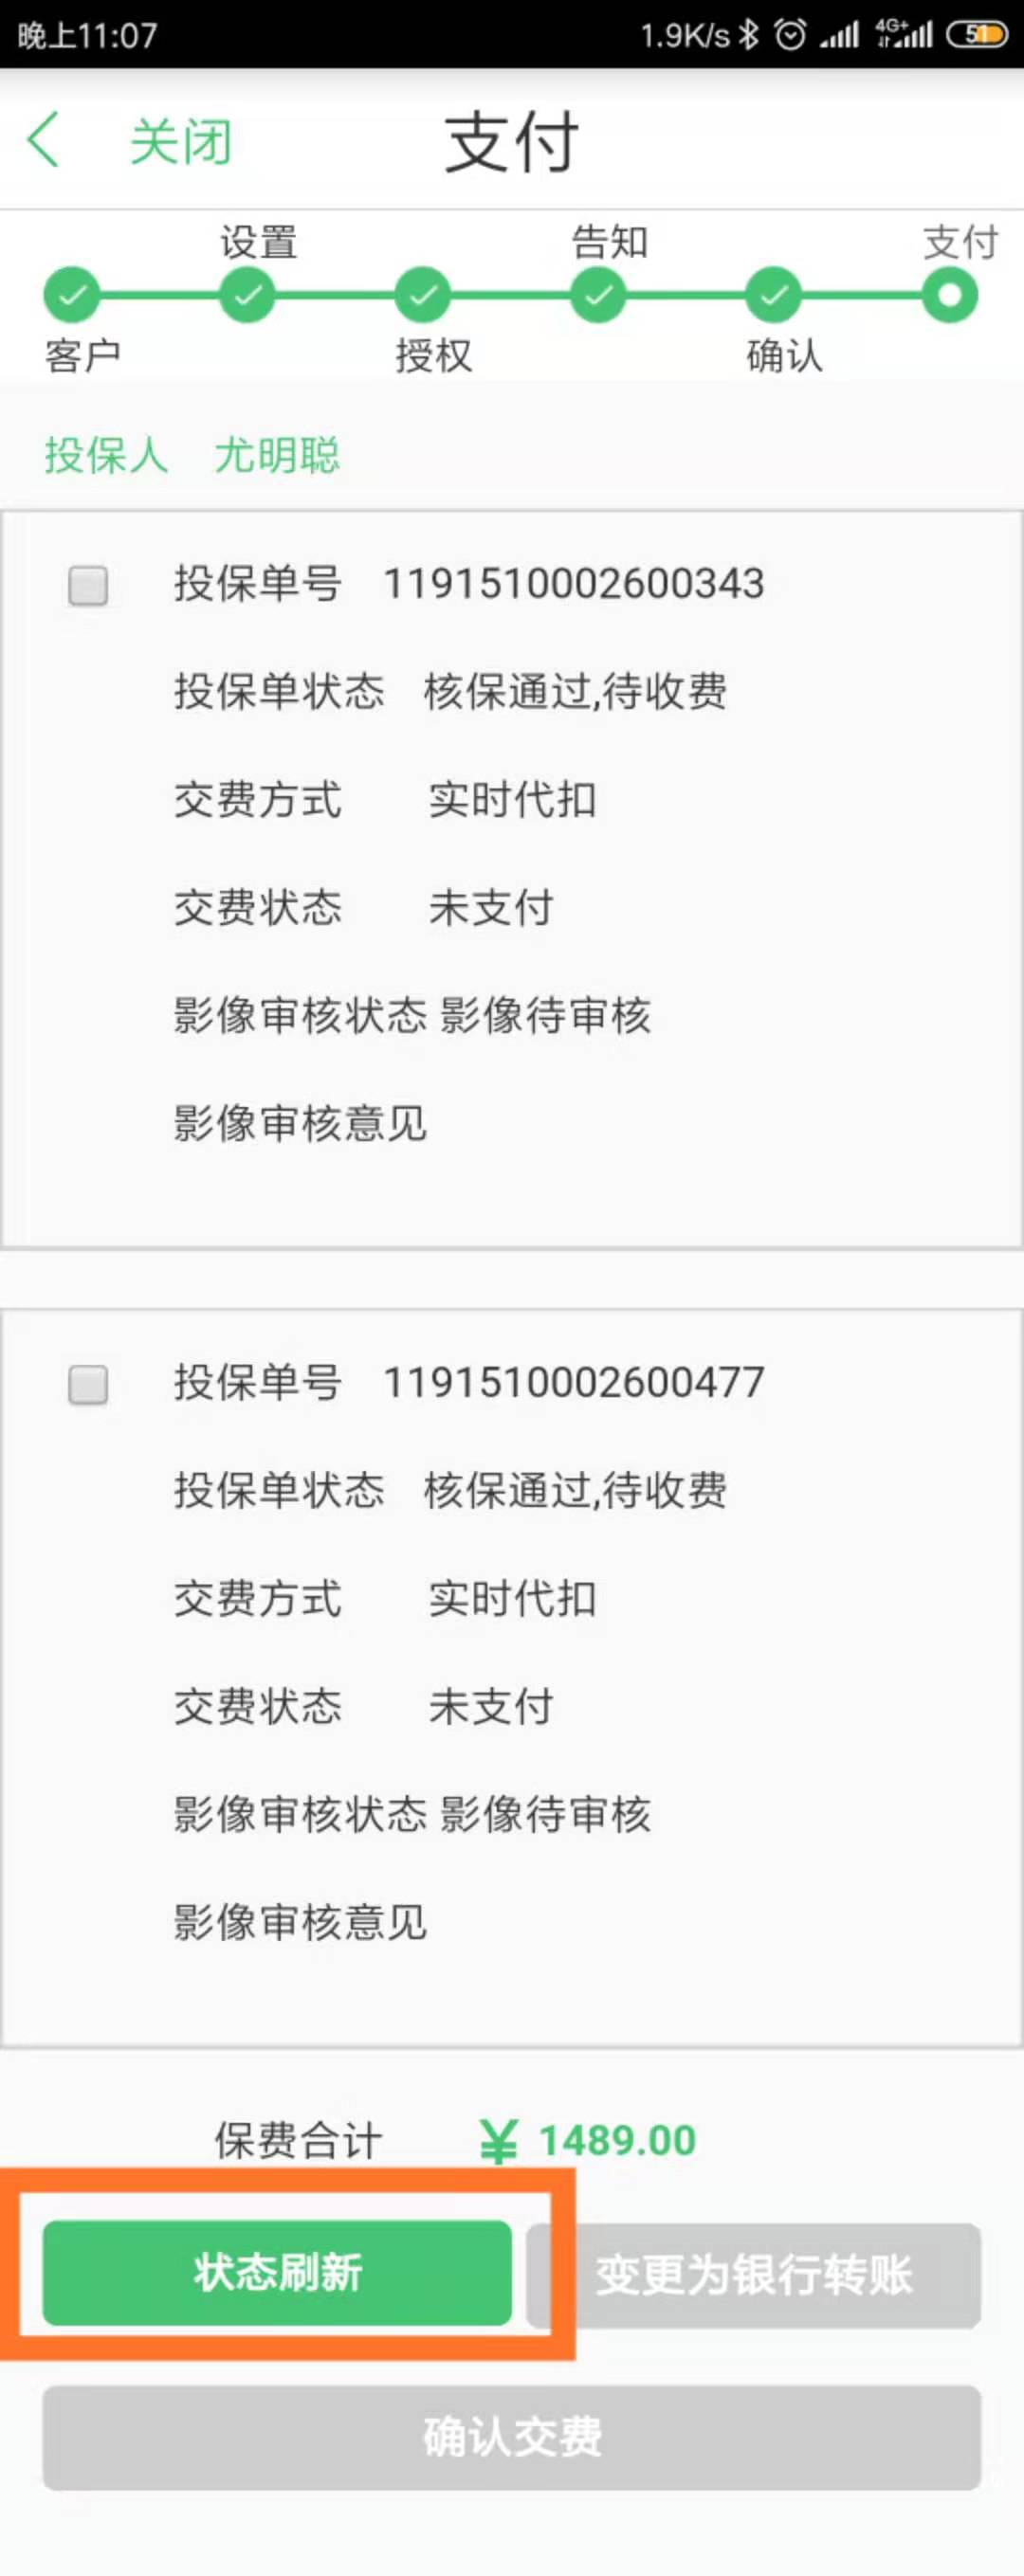 晚上11:07 1.9K/s 4G+ 51
关闭 支付
设置 告知 支付
客户 授权 确认
投保人 尤明聪
投保单号 1191510002600343
投保单状态 核保通过,待收费
交费方式 实时代扣
交费状态 未支付
影像审核状态 影像待审核
影像审核意见
投保单号 1191510002600477
投保单状态 核保通过,待收费
交费方式 实时代扣
交费状态 未支付
影像审核状态 影像待审核
影像审核意见
保费合计 ¥ 1489.00
状态刷新 变更为银行转账
确认交费